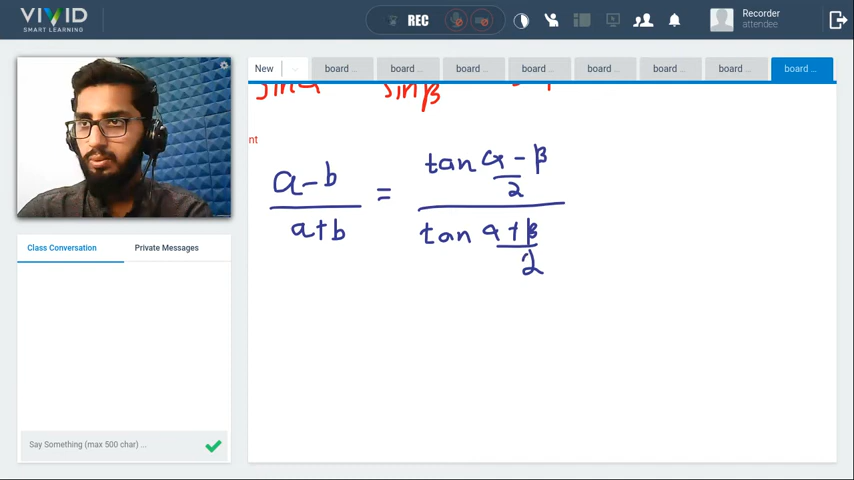 VIVID
SMART LEARNING
REC
Recorder
attendee
New
board ...
board ...
board ...
board ...
board ...
board ...
board ...
board ...
Class Conversation
Private Messages
Say Something (max 500 char) ...
sinα sinβ
nt
a-b / a+b = tan α-β/2 / tan α+β/2